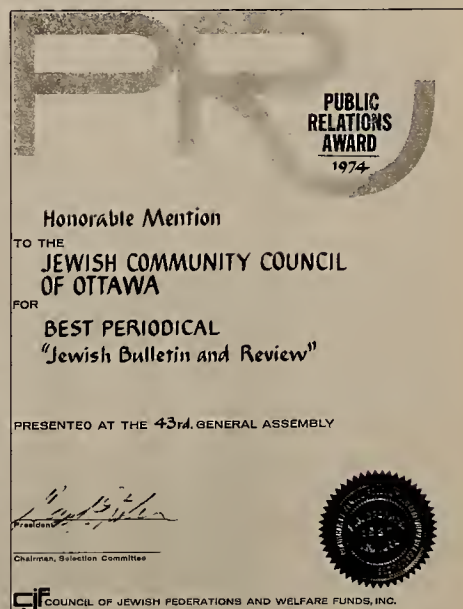 PR
PUBLIC
RELATIONS
AWARD
1974
Honorable Mention
TO THE
JEWISH COMMUNITY COUNCIL
OF OTTAWA
FOR
BEST PERIODICAL
"Jewish Bulletin and Review"
PRESENTED AT THE 43rd. GENERAL ASSEMBLY
President
Chairman, Selection Committee
cjf COUNCIL OF JEWISH FEDERATIONS AND WELFARE FUNDS, INC.